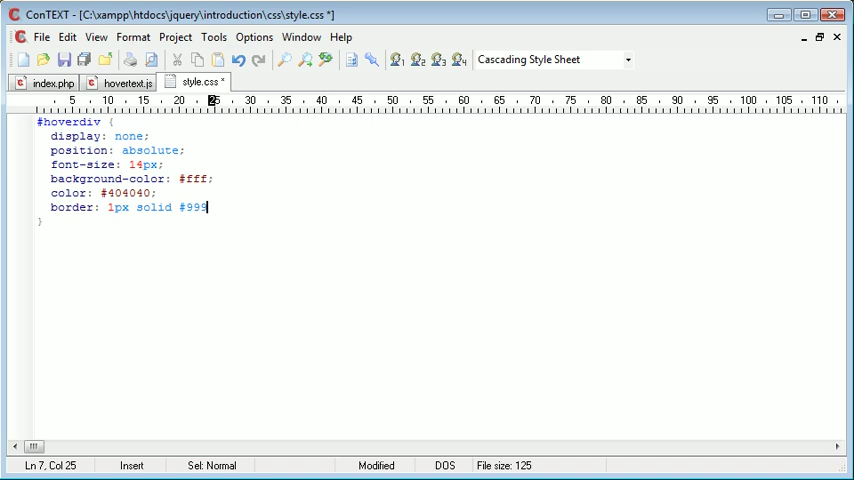 ConTEXT - [C:\xampp\htdocs\jquery\introduction\css\style.css *]
File Edit View Format Project Tools Options Window Help
1 2 3 4 Cascading Style Sheet
index.php hovertext.js style.css *
5 10 15 20 25 30 35 40 45 50 55 60 65 70 75 80 85 90 95 100 105 110
#hoverdiv {
display: none;
position: absolute;
font-size: 14px;
background-color: #fff;
color: #404040;
border: 1px solid #999
}
Ln 7, Col 25 Insert Sel: Normal Modified DOS File size: 125